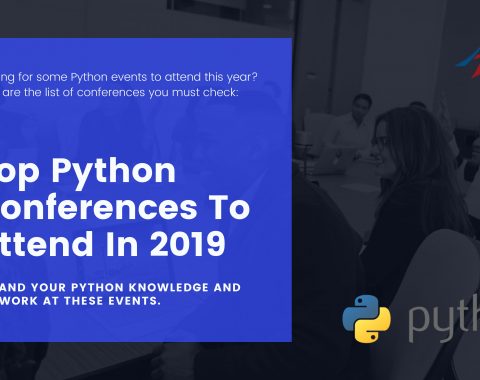 ng for some Python events to attend this year?
are the list of conferences you must check:
op Python
onferences To
ttend In 2019
AND YOUR PYTHON KNOWLEDGE AND
WORK AT THESE EVENTS.
pyth